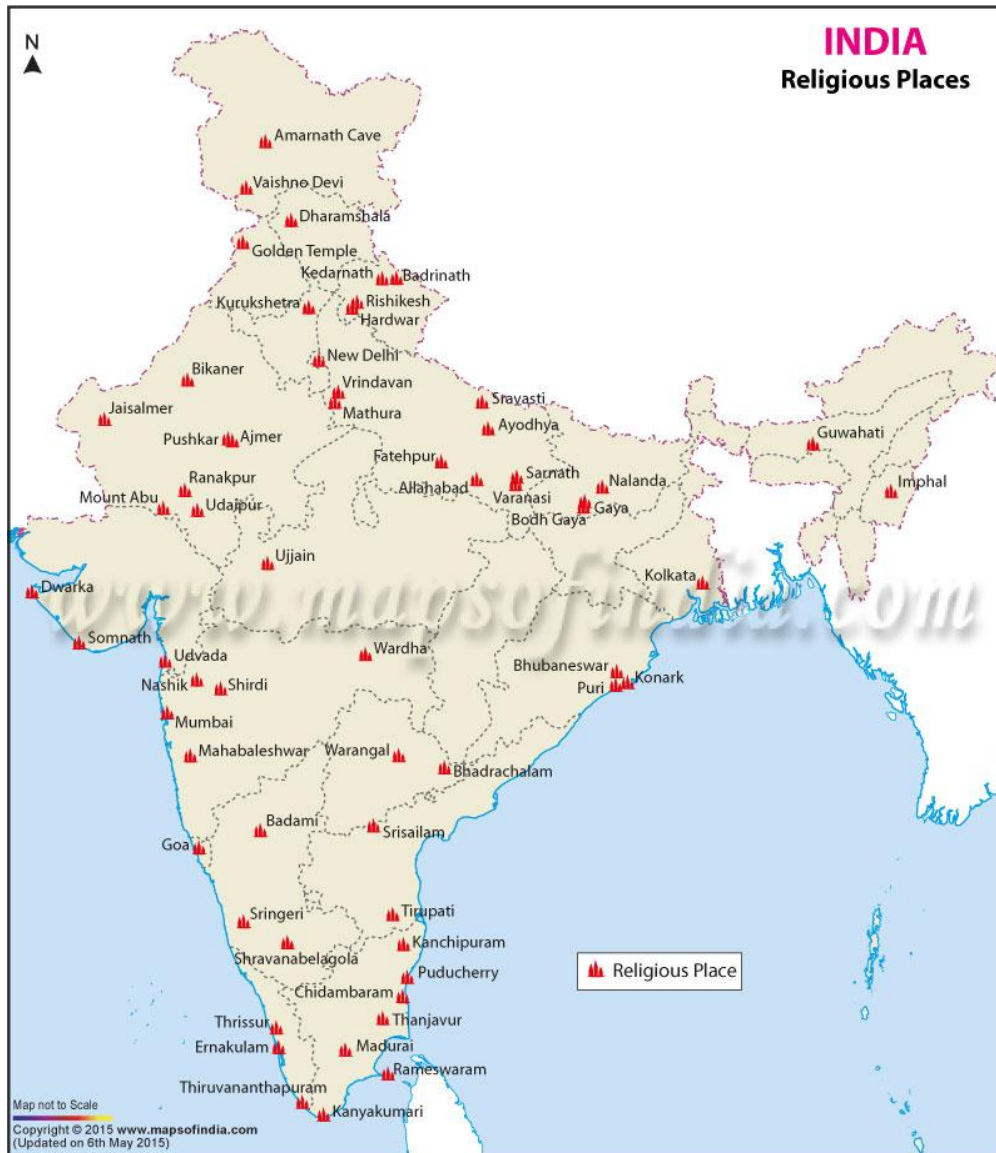 N
INDIA
Religious Places
Amarnath Cave
Vaishno Devi
Dharamshala
Golden Temple
Kedarnath
Badrinath
Kurukshetra
Rishikesh
Hardwar
New Delhi
Bikaner
Vrindavan
Jaisalmer
Mathura
Sravasti
Ayodhya
Pushkar
Ajmer
Guwahati
Fatehpur
Ranakpur
Allahabad
Sarnath
Nalanda
Imphal
Mount Abu
Udaipur
Varanasi
Gaya
Bodh Gaya
Ujjain
Kolkata
Dwarka
www.mapsofindia.com
Somnath
Udvada
Wardha
Bhubaneswar
Konark
Nashik
Shirdi
Puri
Mumbai
Mahabaleshwar
Warangal
Bhadrachalam
Badami
Srisailam
Goa
Sringeri
Tirupati
Shravanabelagola
Kanchipuram
Religious Place
Puducherry
Chidambaram
Thrissur
Thanjavur
Ernakulam
Madurai
Rameswaram
Thiruvananthapuram
Kanyakumari
Map not to Scale
Copyright © 2015 www.mapsofindia.com
(Updated on 6th May 2015)